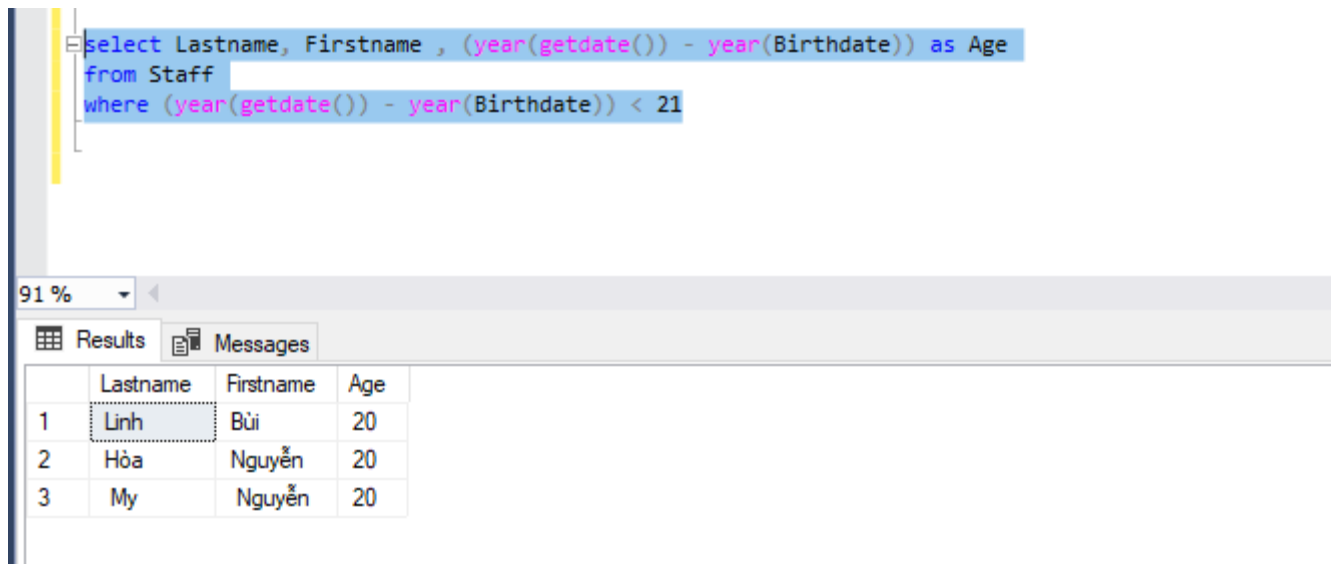 select Lastname, Firstname , (year(getdate()) - year(Birthdate)) as Age
from Staff
where (year(getdate()) - year(Birthdate)) < 21
91 %
Results Messages
Lastname Firstname Age
1 Linh Bùi 20
2 Hòa Nguyễn 20
3 My Nguyễn 20